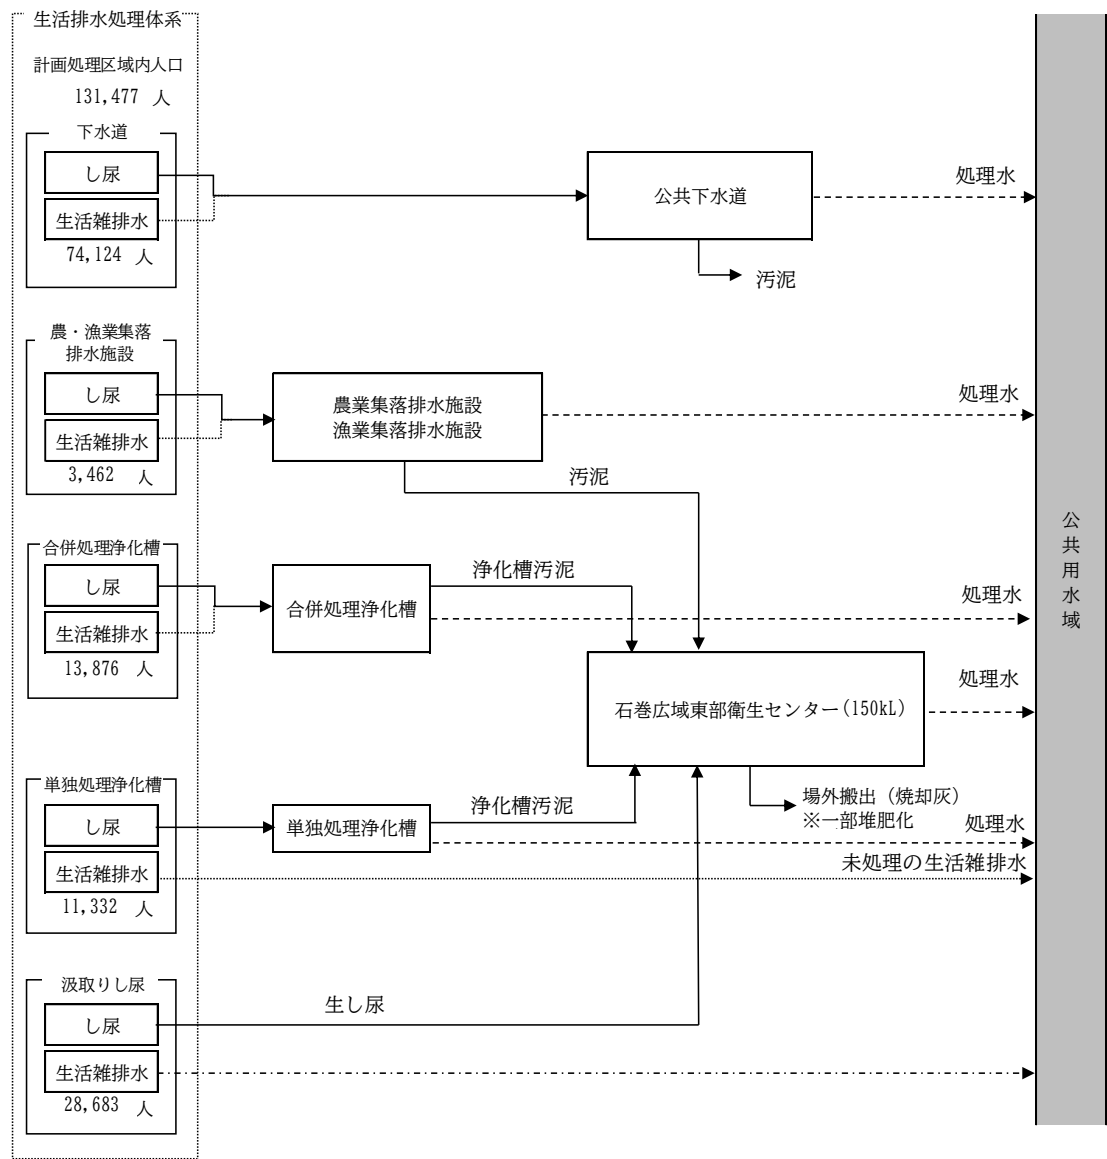 生活排水処理体系
計画処理区域内人口
131,477 人
下水道
し尿
生活雑排水
74,124 人
公共下水道
処理水
汚泥
農・漁業集落
排水施設
し尿
生活雑排水
3,462 人
農業集落排水施設
漁業集落排水施設
処理水
汚泥
合併処理浄化槽
し尿
生活雑排水
13,876 人
合併処理浄化槽
浄化槽汚泥
処理水
石巻広域東部衛生センター(150kL)
処理水
場外搬出（焼却灰）
※一部堆肥化
単独処理浄化槽
し尿
生活雑排水
11,332 人
単独処理浄化槽
浄化槽汚泥
処理水
未処理の生活雑排水
汲取りし尿
し尿
生活雑排水
28,683 人
生し尿
公共用水域